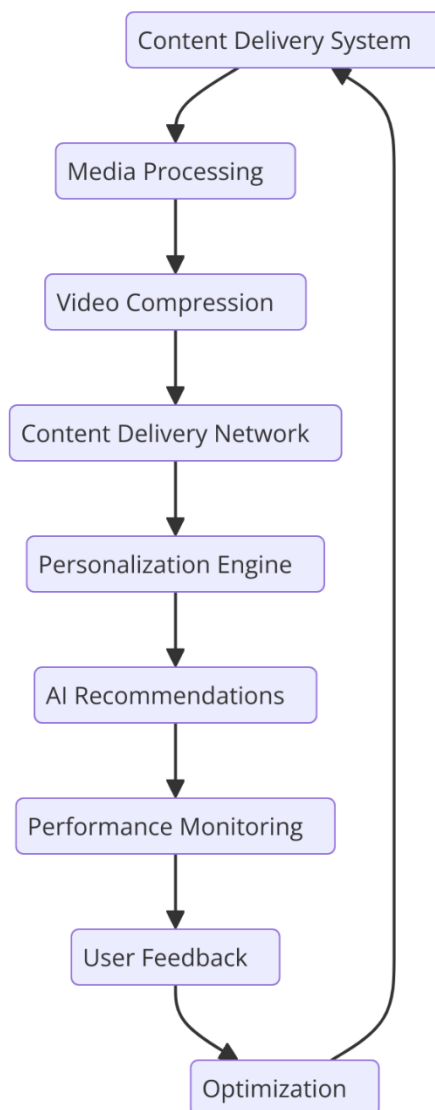 Content Delivery System
Media Processing
Video Compression
Content Delivery Network
Personalization Engine
AI Recommendations
Performance Monitoring
User Feedback
Optimization